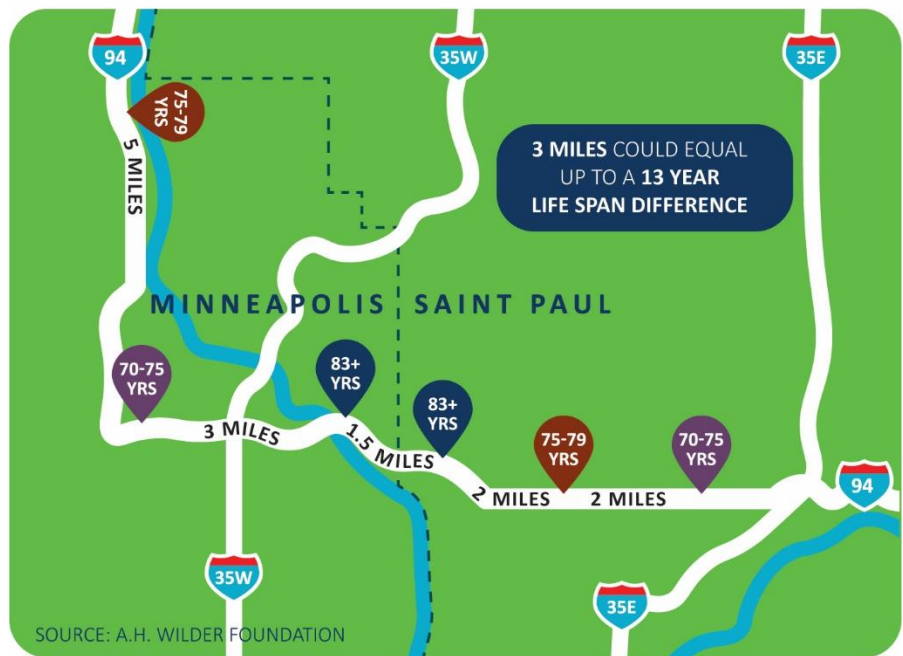 94
35W
35E
75-79
YRS
5 MILES
3 MILES COULD EQUAL
UP TO A 13 YEAR
LIFE SPAN DIFFERENCE
MINNEAPOLIS SAINT PAUL
70-75
YRS
83+
YRS
83+
YRS
75-79
YRS
70-75
YRS
3 MILES
1.5 MILES
2 MILES
2 MILES
94
35W
35E
SOURCE: A.H. WILDER FOUNDATION